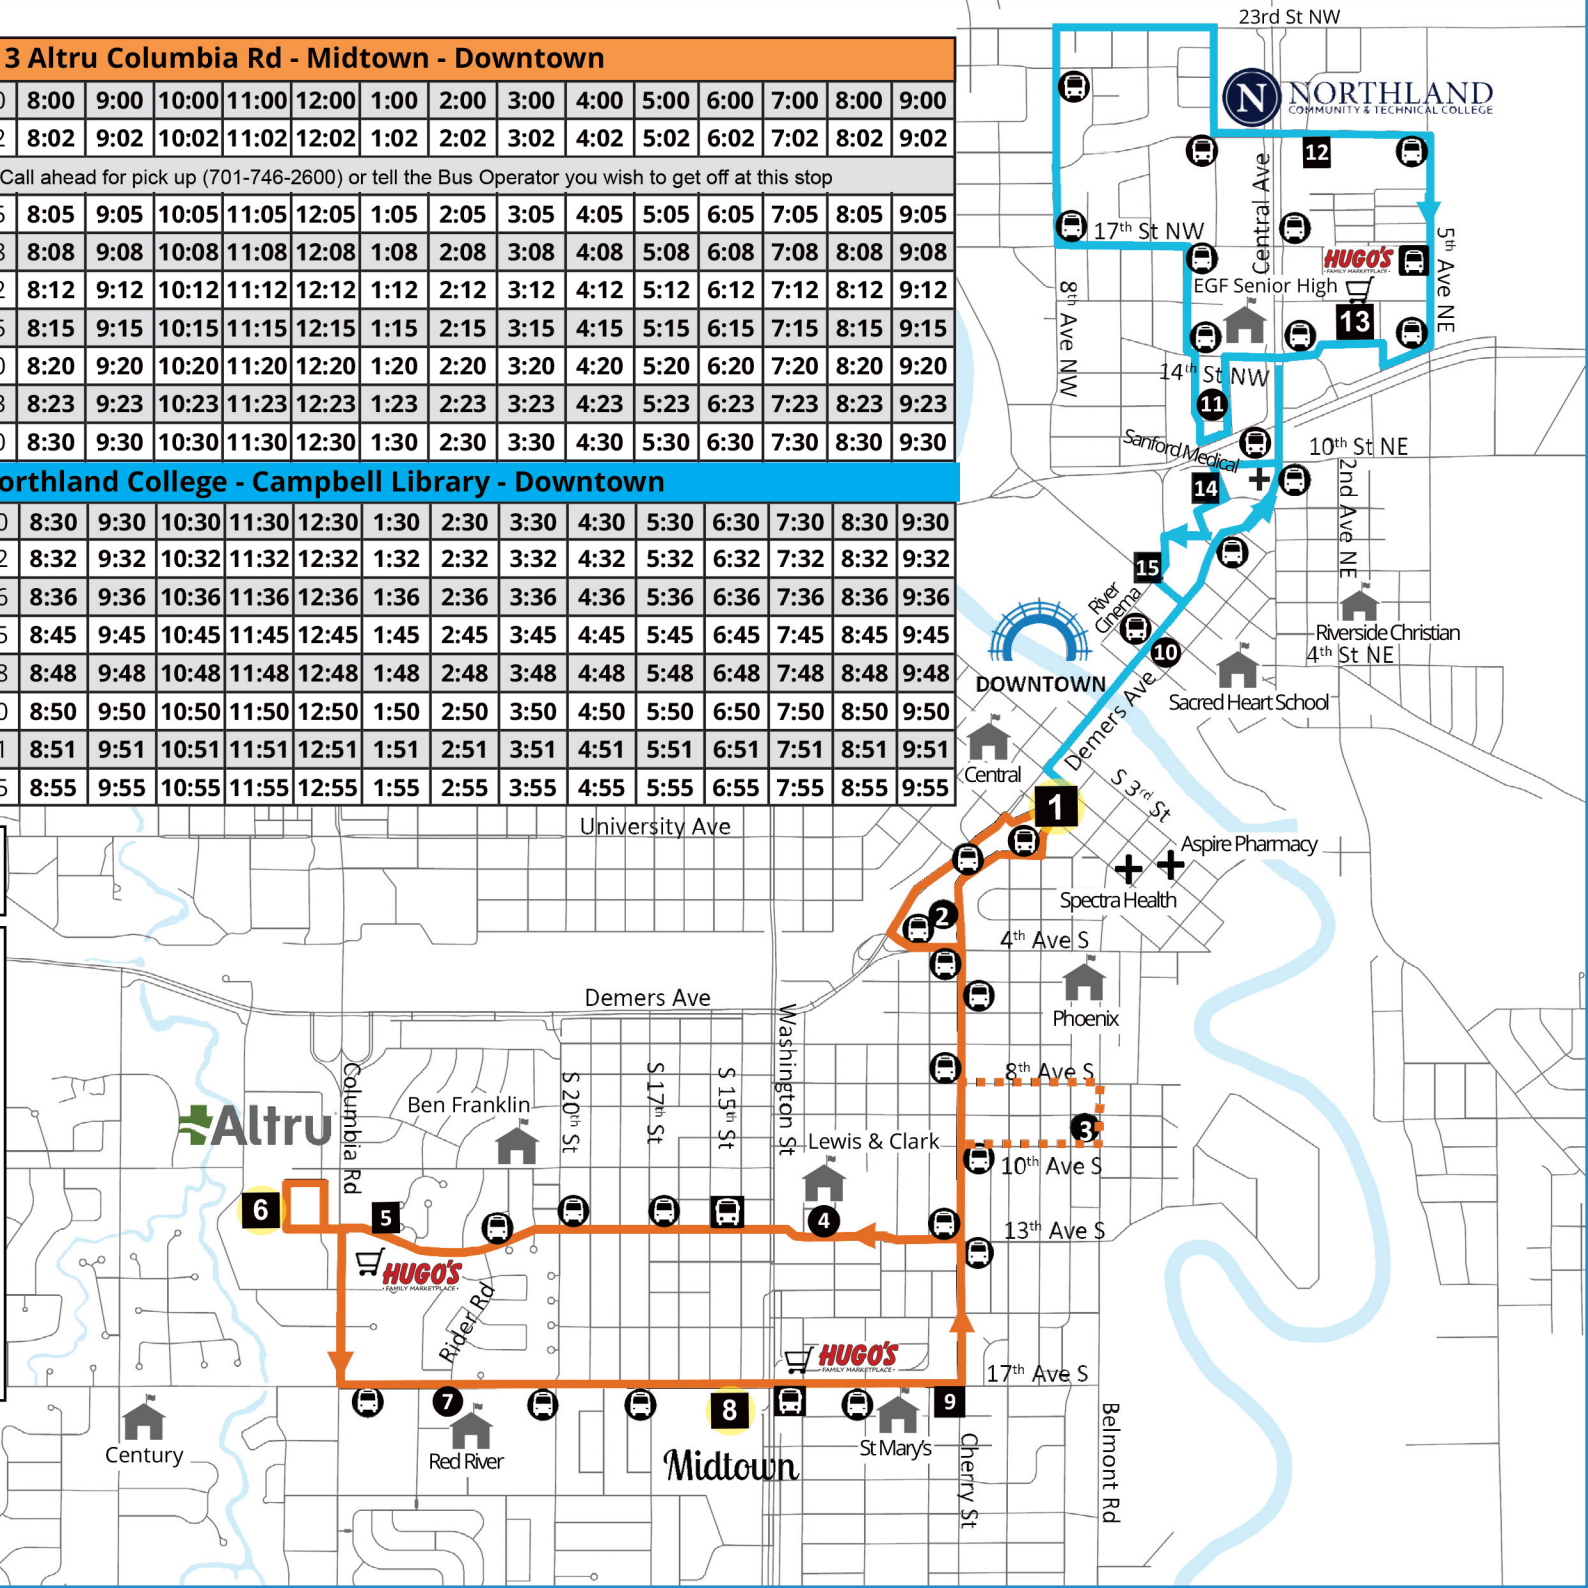 3 Altru Columbia Rd - Midtown - Downtown
0 8:00 9:00 10:00 11:00 12:00 1:00 2:00 3:00 4:00 5:00 6:00 7:00 8:00 9:00
2 8:02 9:02 10:02 11:02 12:02 1:02 2:02 3:02 4:02 5:02 6:02 7:02 8:02 9:02
Call ahead for pick up (701-746-2600) or tell the Bus Operator you wish to get off at this stop
5 8:05 9:05 10:05 11:05 12:05 1:05 2:05 3:05 4:05 5:05 6:05 7:05 8:05 9:05
8 8:08 9:08 10:08 11:08 12:08 1:08 2:08 3:08 4:08 5:08 6:08 7:08 8:08 9:08
2 8:12 9:12 10:12 11:12 12:12 1:12 2:12 3:12 4:12 5:12 6:12 7:12 8:12 9:12
5 8:15 9:15 10:15 11:15 12:15 1:15 2:15 3:15 4:15 5:15 6:15 7:15 8:15 9:15
0 8:20 9:20 10:20 11:20 12:20 1:20 2:20 3:20 4:20 5:20 6:20 7:20 8:20 9:20
3 8:23 9:23 10:23 11:23 12:23 1:23 2:23 3:23 4:23 5:23 6:23 7:23 8:23 9:23
0 8:30 9:30 10:30 11:30 12:30 1:30 2:30 3:30 4:30 5:30 6:30 7:30 8:30 9:30
orthland College - Campbell Library - Downtown
0 8:30 9:30 10:30 11:30 12:30 1:30 2:30 3:30 4:30 5:30 6:30 7:30 8:30 9:30
2 8:32 9:32 10:32 11:32 12:32 1:32 2:32 3:32 4:32 5:32 6:32 7:32 8:32 9:32
6 8:36 9:36 10:36 11:36 12:36 1:36 2:36 3:36 4:36 5:36 6:36 7:36 8:36 9:36
5 8:45 9:45 10:45 11:45 12:45 1:45 2:45 3:45 4:45 5:45 6:45 7:45 8:45 9:45
8 8:48 9:48 10:48 11:48 12:48 1:48 2:48 3:48 4:48 5:48 6:48 7:48 8:48 9:48
0 8:50 9:50 10:50 11:50 12:50 1:50 2:50 3:50 4:50 5:50 6:50 7:50 8:50 9:50
1 8:51 9:51 10:51 11:51 12:51 1:51 2:51 3:51 4:51 5:51 6:51 7:51 8:51 9:51
5 8:55 9:55 10:55 11:55 12:55 1:55 2:55 3:55 4:55 5:55 6:55 7:55 8:55 9:55
23rd St NW
N NORTHLAND
COMMUNITY & TECHNICAL COLLEGE
12
Central Ave
17th St NW
5th Ave NE
HUGO'S
FAMILY MARKETPLACE
EGF Senior High
13
8th Ave NW
14th St NW
11
Sanford Medical
10th St NE
14
2nd Ave NE
15
River
Cinema
Riverside Christian
4th St NE
10
DOWNTOWN
Sacred Heart School
Demers Ave
Central
S 3rd St
1
University Ave
Aspire Pharmacy
Spectra Health
2
4th Ave S
Demers Ave
Washington St
Phoenix
8th Ave S
Columbia Rd
S 20th St
S 17th St
S 15th St
Ben Franklin
Altru
3
Lewis & Clark
10th Ave S
6
5
4
13th Ave S
HUGO'S
FAMILY MARKETPLACE
Rider Rd
HUGO'S
FAMILY MARKETPLACE
17th Ave S
7
8
9
Century
Red River
Midtown
St Mary's
Cherry St
Belmont Rd